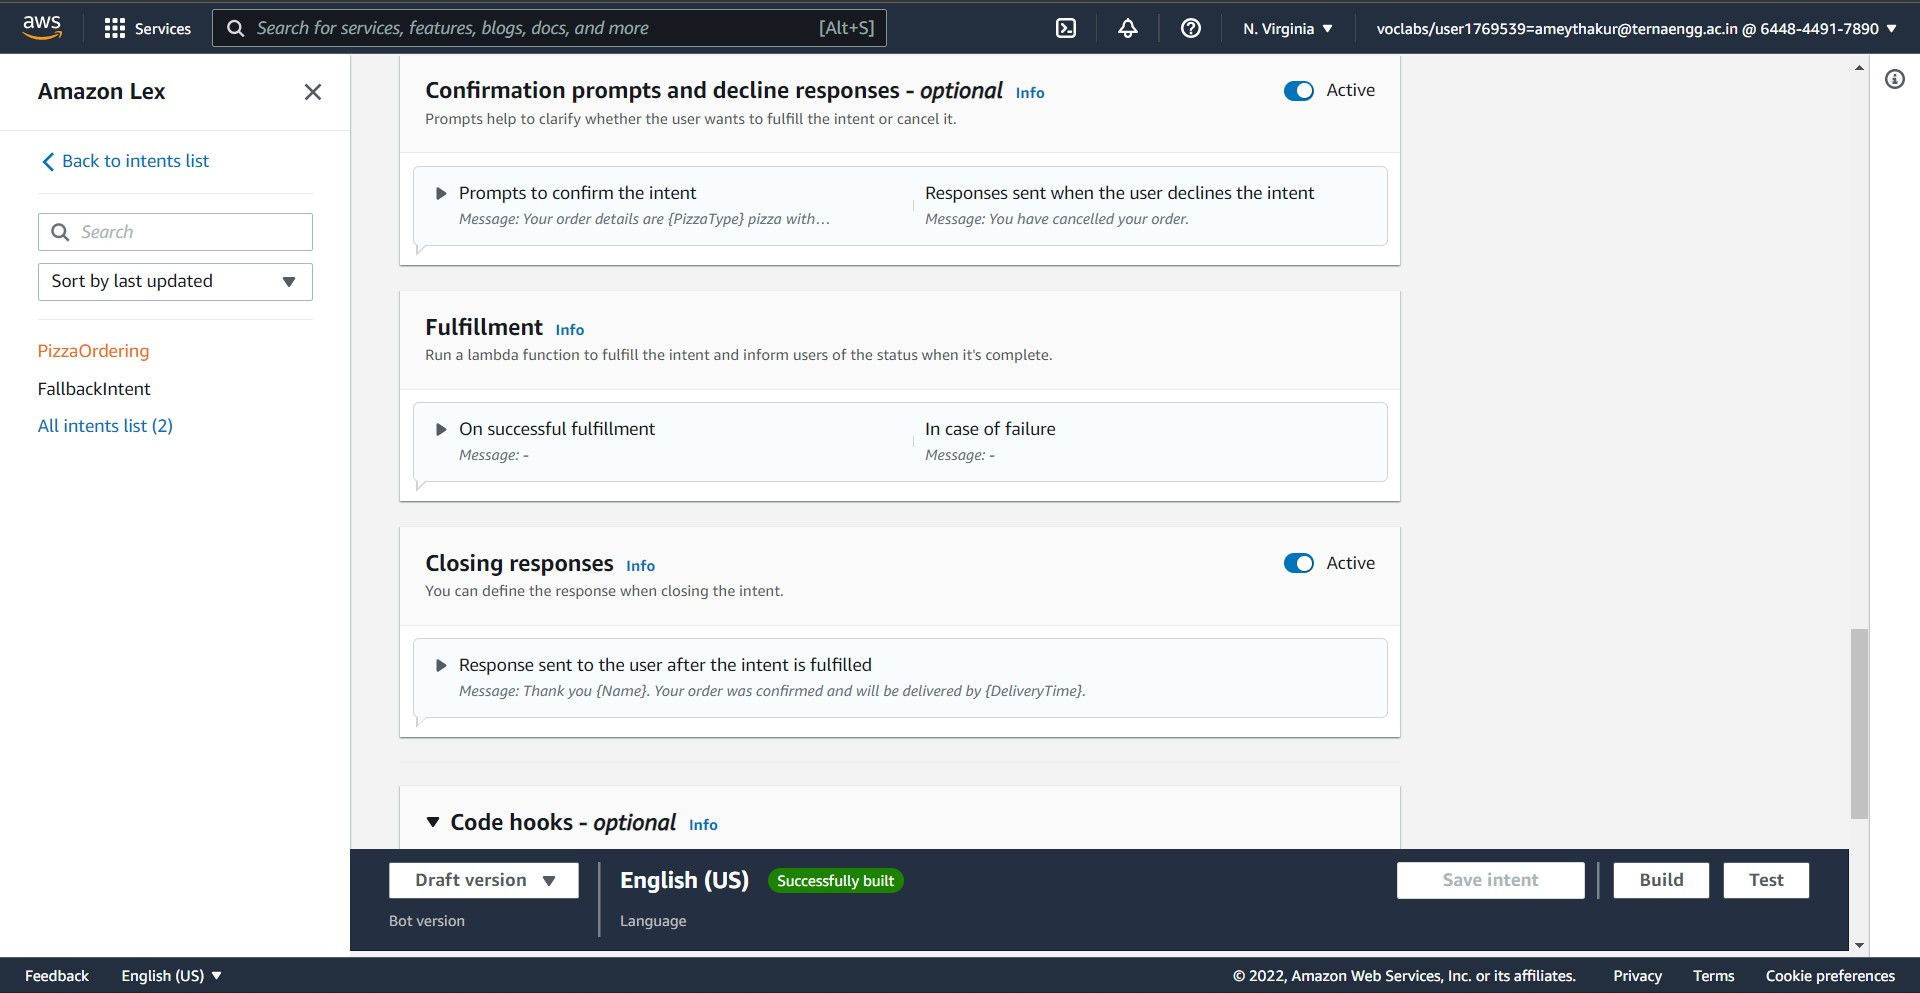 aws
Services
Search for services, features, blogs, docs, and more [Alt+S]
N. Virginia
voclabs/user1769539=ameythakur@ternaengg.ac.in @ 6448-4491-7890
Amazon Lex
Back to intents list
Search
Sort by last updated
PizzaOrdering
FallbackIntent
All intents list (2)
Confirmation prompts and decline responses - optional Info
Active
Prompts help to clarify whether the user wants to fulfill the intent or cancel it.
Prompts to confirm the intent
Message: Your order details are {PizzaType} pizza with…
Responses sent when the user declines the intent
Message: You have cancelled your order.
Fulfillment Info
Run a lambda function to fulfill the intent and inform users of the status when it's complete.
On successful fulfillment
Message: -
In case of failure
Message: -
Closing responses Info
Active
You can define the response when closing the intent.
Response sent to the user after the intent is fulfilled
Message: Thank you {Name}. Your order was confirmed and will be delivered by {DeliveryTime}.
Code hooks - optional Info
Draft version
Bot version
English (US) Successfully built
Language
Save intent
Build
Test
Feedback
English (US)
© 2022, Amazon Web Services, Inc. or its affiliates.
Privacy
Terms
Cookie preferences